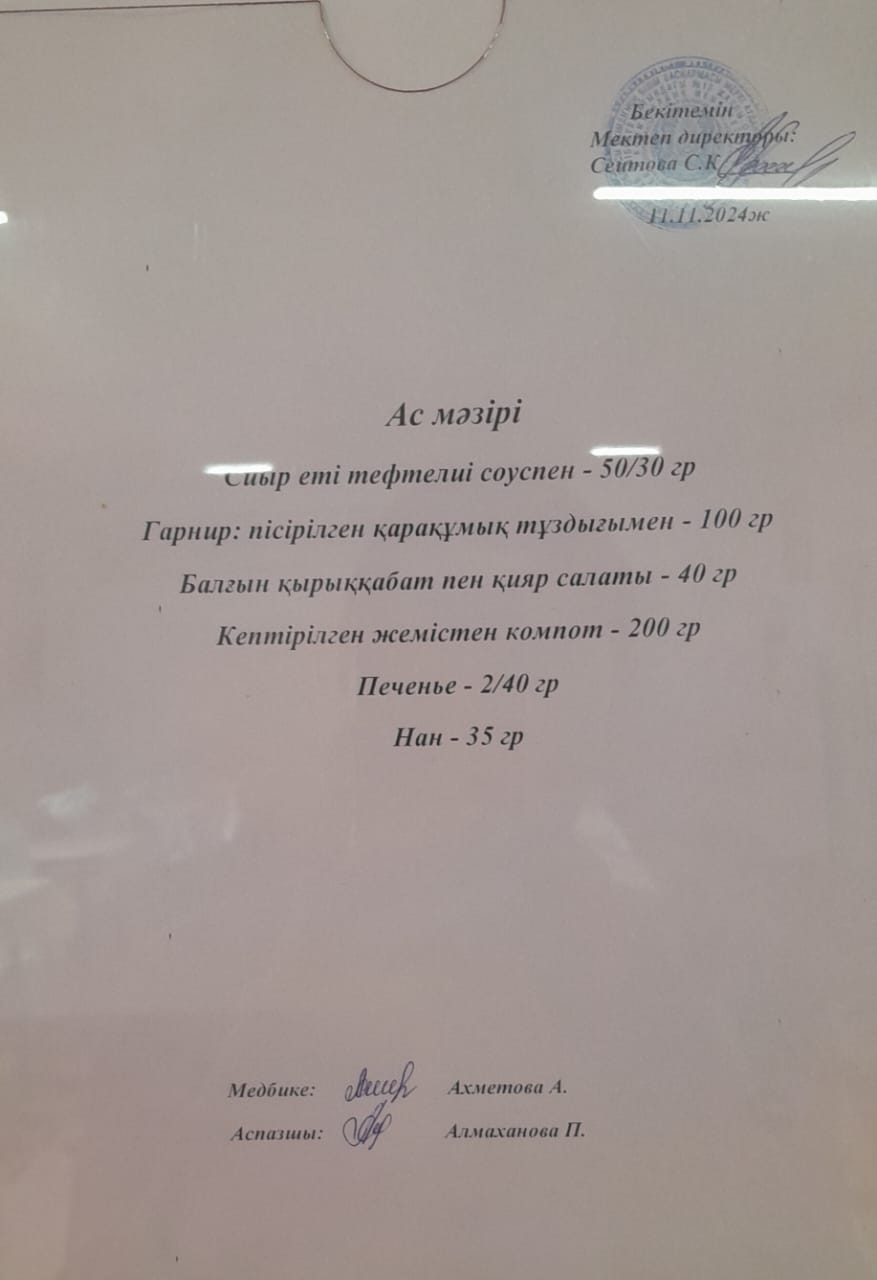 Бекітемін
Мектеп директоры:
Сейтова С.К
11.11.2024ж
Ас мәзірі
Сиыр еті тефтелиі соуспен - 50/30 гр
Гарнир: пісірілген қарақұмық тұздығымен - 100 гр
Балғын қырыққабат пен қияр салаты - 40 гр
Кептірілген жемістен компот - 200 гр
Печенье - 2/40 гр
Нан - 35 гр
Медбике: Ахметова А.
Аспазшы: Алмаханова П.